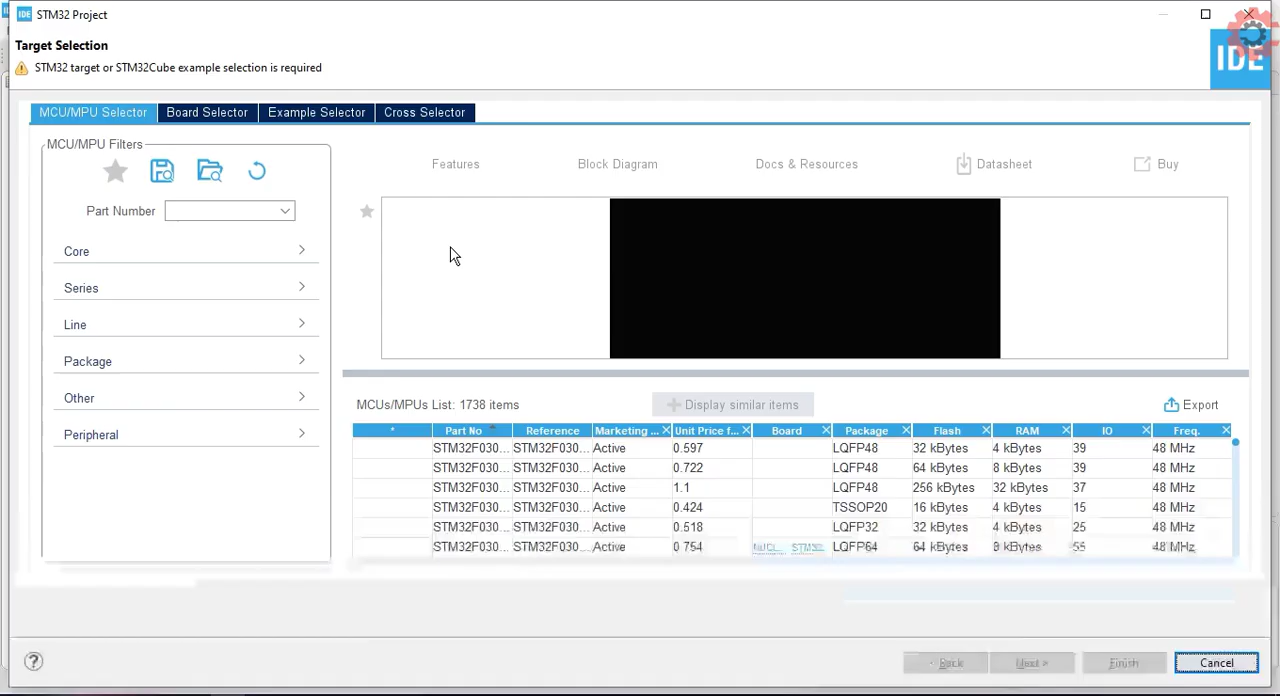 IDE STM32 Project
Target Selection
STM32 target or STM32Cube example selection is required
IDE
MCU/MPU Selector Board Selector Example Selector Cross Selector
MCU/MPU Filters
Features Block Diagram Docs & Resources Datasheet Buy
Part Number
Core
Series
Line
Package
Other
Peripheral
MCUs/MPUs List: 1738 items Display similar items Export
* Part No Reference Marketing ... Unit Price f... Board Package Flash RAM IO Freq.
STM32F030... STM32F030... Active 0.597 LQFP48 32 kBytes 4 kBytes 39 48 MHz
STM32F030... STM32F030... Active 0.722 LQFP48 64 kBytes 8 kBytes 39 48 MHz
STM32F030... STM32F030... Active 1.1 LQFP48 256 kBytes 32 kBytes 37 48 MHz
STM32F030... STM32F030... Active 0.424 TSSOP20 16 kBytes 4 kBytes 15 48 MHz
STM32F030... STM32F030... Active 0.518 LQFP32 32 kBytes 4 kBytes 25 48 MHz
STM32F030... STM32F030... Active 0.754 LQFP64 64 kBytes 8 kBytes 55 48 MHz
? < Back Next > Finish Cancel